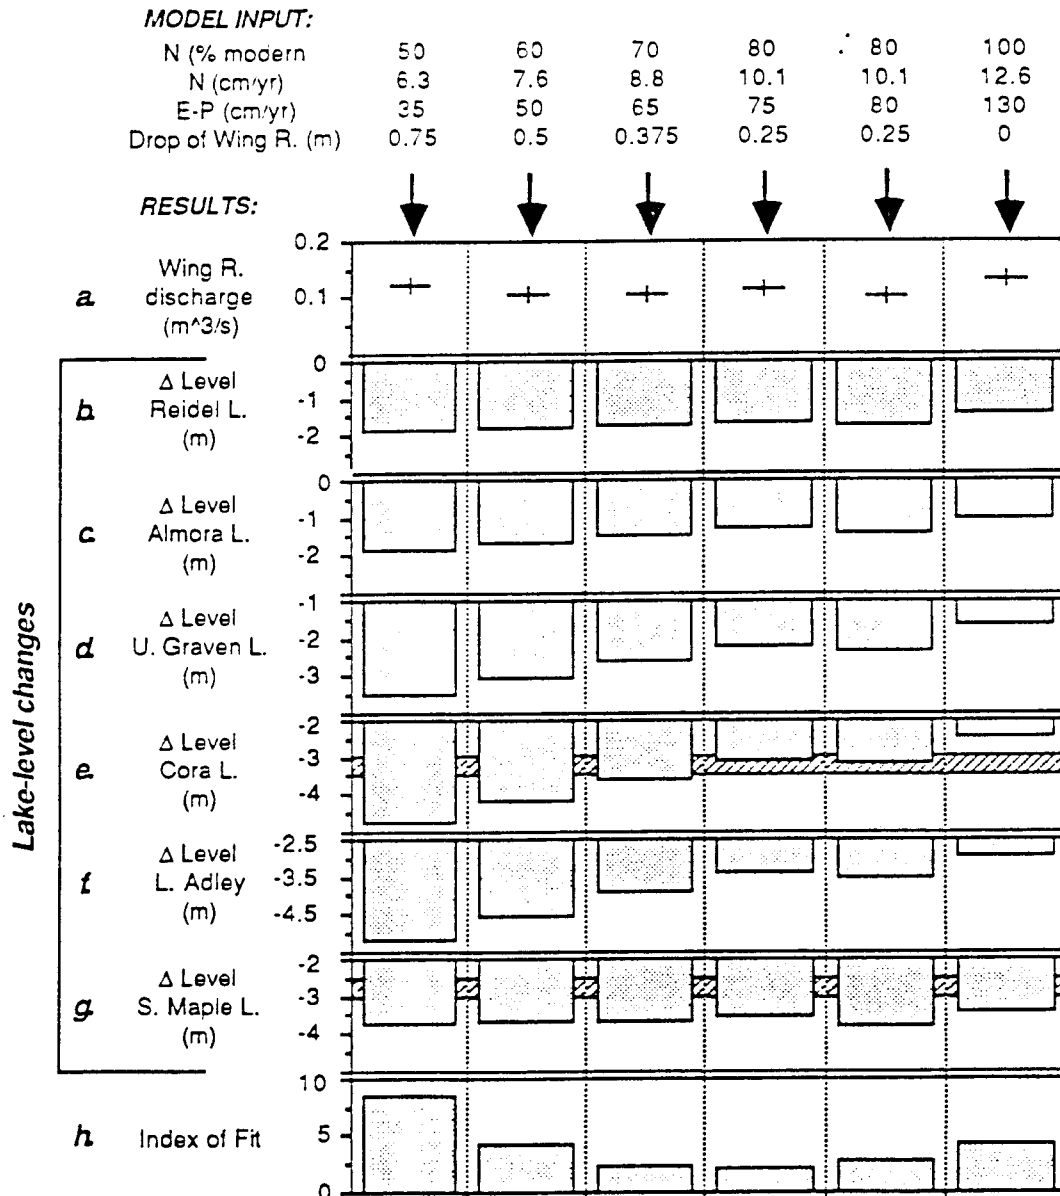 MODEL INPUT:
N (% modern 50 60 70 80 80 100
N (cm/yr) 6.3 7.6 8.8 10.1 10.1 12.6
E-P (cm/yr) 35 50 65 75 80 130
Drop of Wing R. (m) 0.75 0.5 0.375 0.25 0.25 0
RESULTS:
a Wing R. discharge (m^3/s)
0.2
0.1
Lake-level changes
b Δ Level Reidel L. (m)
0
-1
-2
c Δ Level Almora L. (m)
0
-1
-2
d Δ Level U. Graven L. (m)
-1
-2
-3
e Δ Level Cora L. (m)
-2
-3
-4
f Δ Level L. Adley (m)
-2.5
-3.5
-4.5
g Δ Level S. Maple L. (m)
-2
-3
-4
h Index of Fit
10
5
0